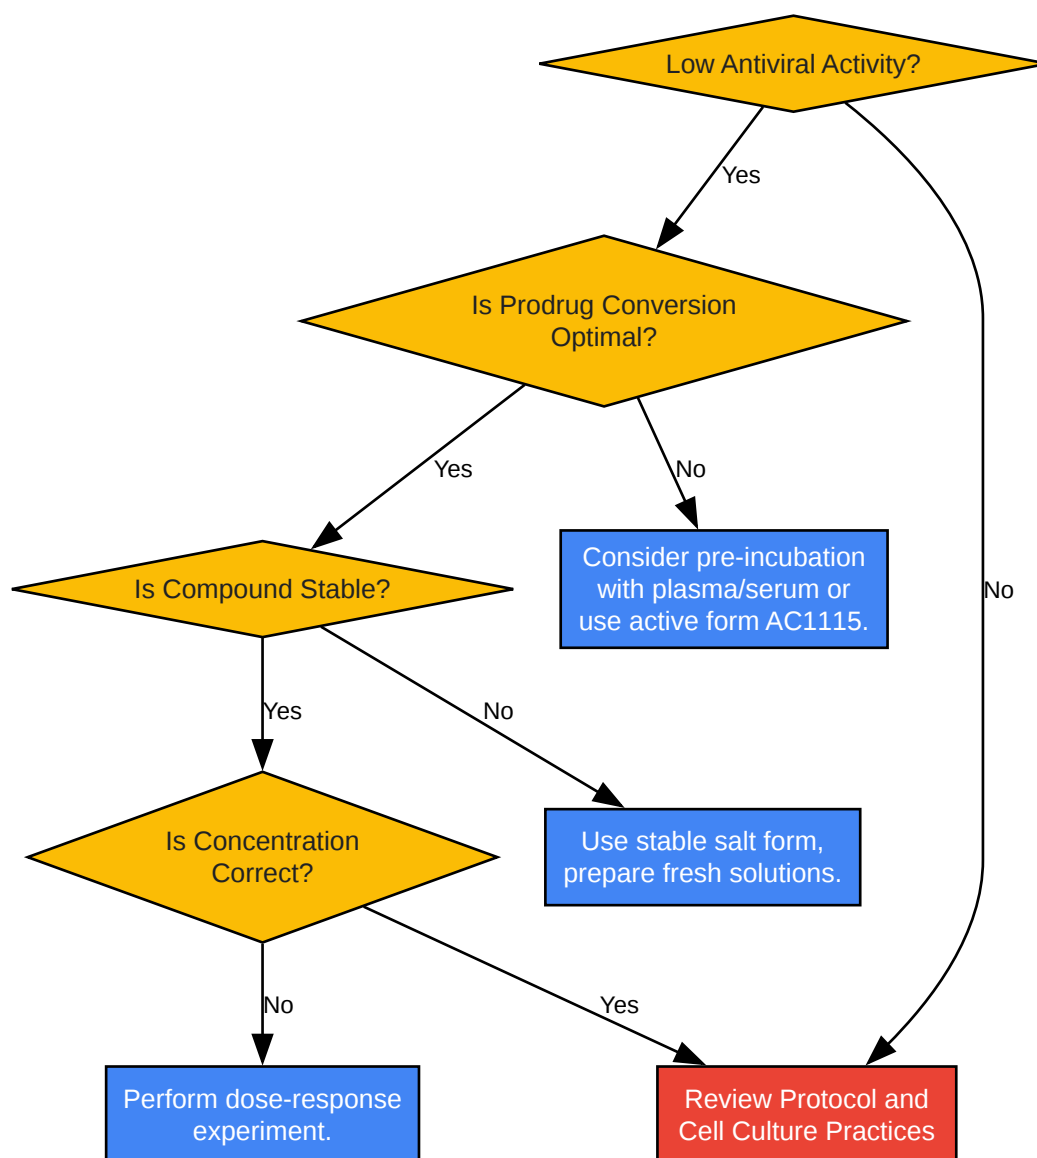 Low Antiviral Activity?
Yes
Is Prodrug Conversion
Optimal?
Yes
No
Consider pre-incubation
with plasma/serum or
use active form AC1115.
Is Compound Stable?
No
Yes
No
Use stable salt form,
prepare fresh solutions.
Is Concentration
Correct?
No
Yes
Perform dose-response
experiment.
Review Protocol and
Cell Culture Practices